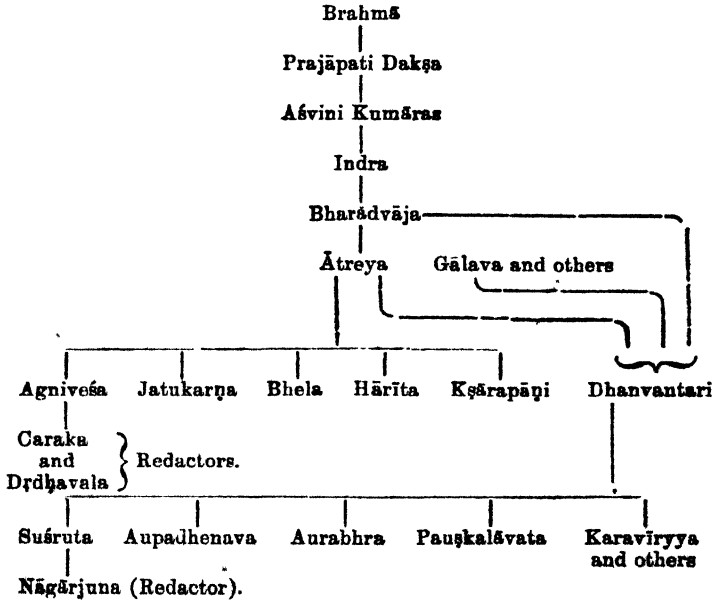 Brahmā
Prajāpati Dakṣa
Aśvini Kumāras
Indra
Bharādvāja
Ātreya
Gālava and others
Agniveśa Jatukarṇa Bhela Hārīta Kṣārapāṇi Dhanvantari
Caraka
and
Dṛḍhavala
Redactors.
Suśruta Aupadhenava Aurabhra Pauṣkalāvata Karavīryya
and others
Nāgārjuna (Redactor).